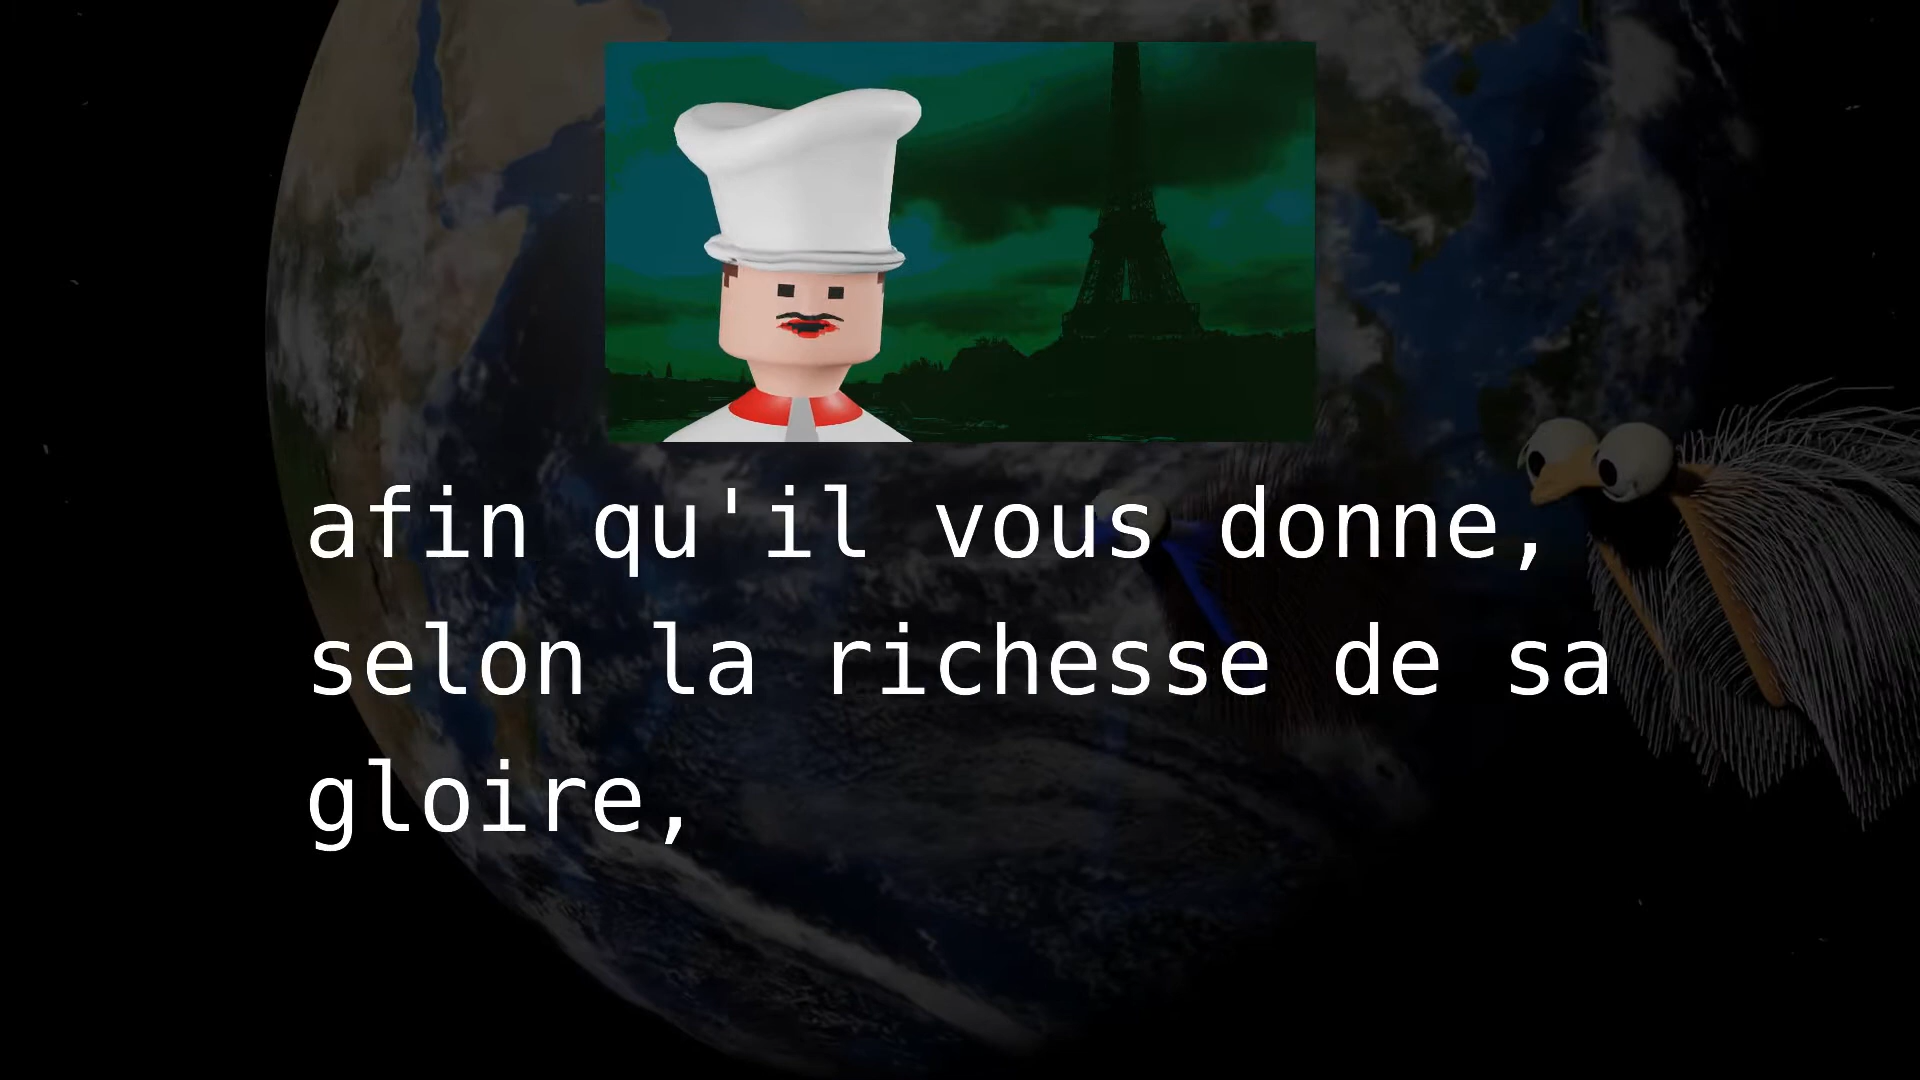 afin qu'il vous donne,
selon la richesse de sa
gloire,